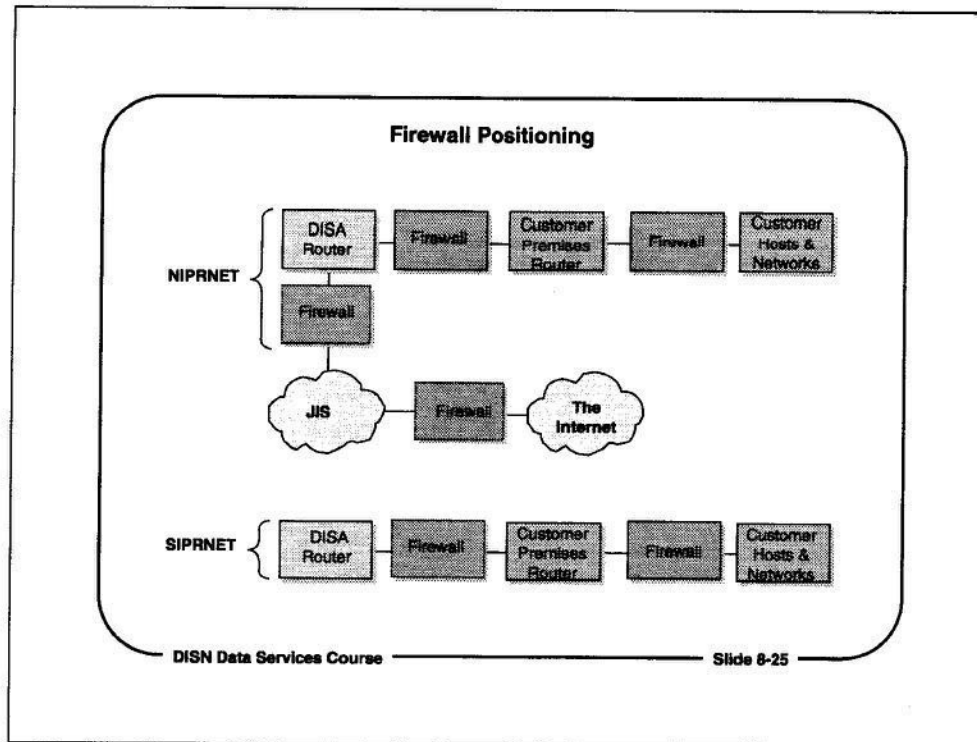 Firewall Positioning
NIPRNET
DISA
Router
Firewall
Customer
Premises
Router
Firewall
Customer
Hosts &
Networks
Firewall
JIS
Firewall
The
Internet
SIPRNET
DISA
Router
Firewall
Customer
Premises
Router
Firewall
Customer
Hosts &
Networks
DISN Data Services Course
Slide 8-25